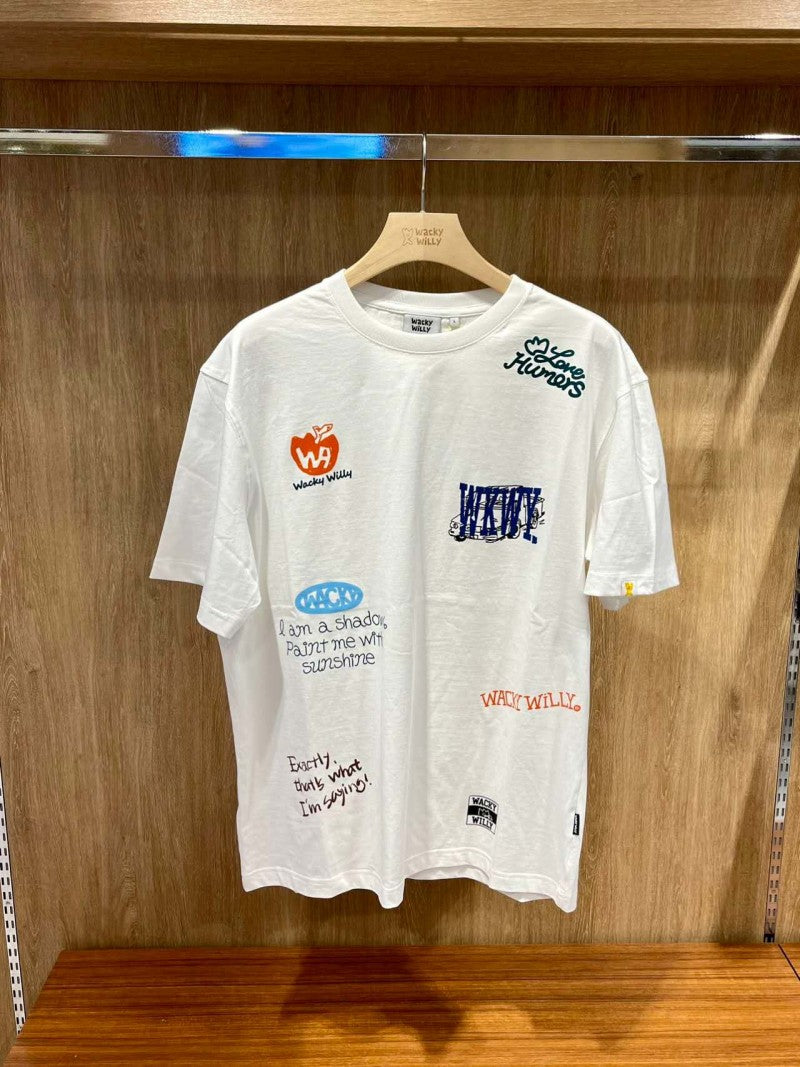 Wacky
Willy
Wacky
Willy
L
Love
Humers
WA
Wacky Willy
WKWY.
WACKY
I am a shadow,
Paint me with
sunshine
WACKY WiLLY
Exactly,
that's what
I'm saying!
WACKY
WILLY